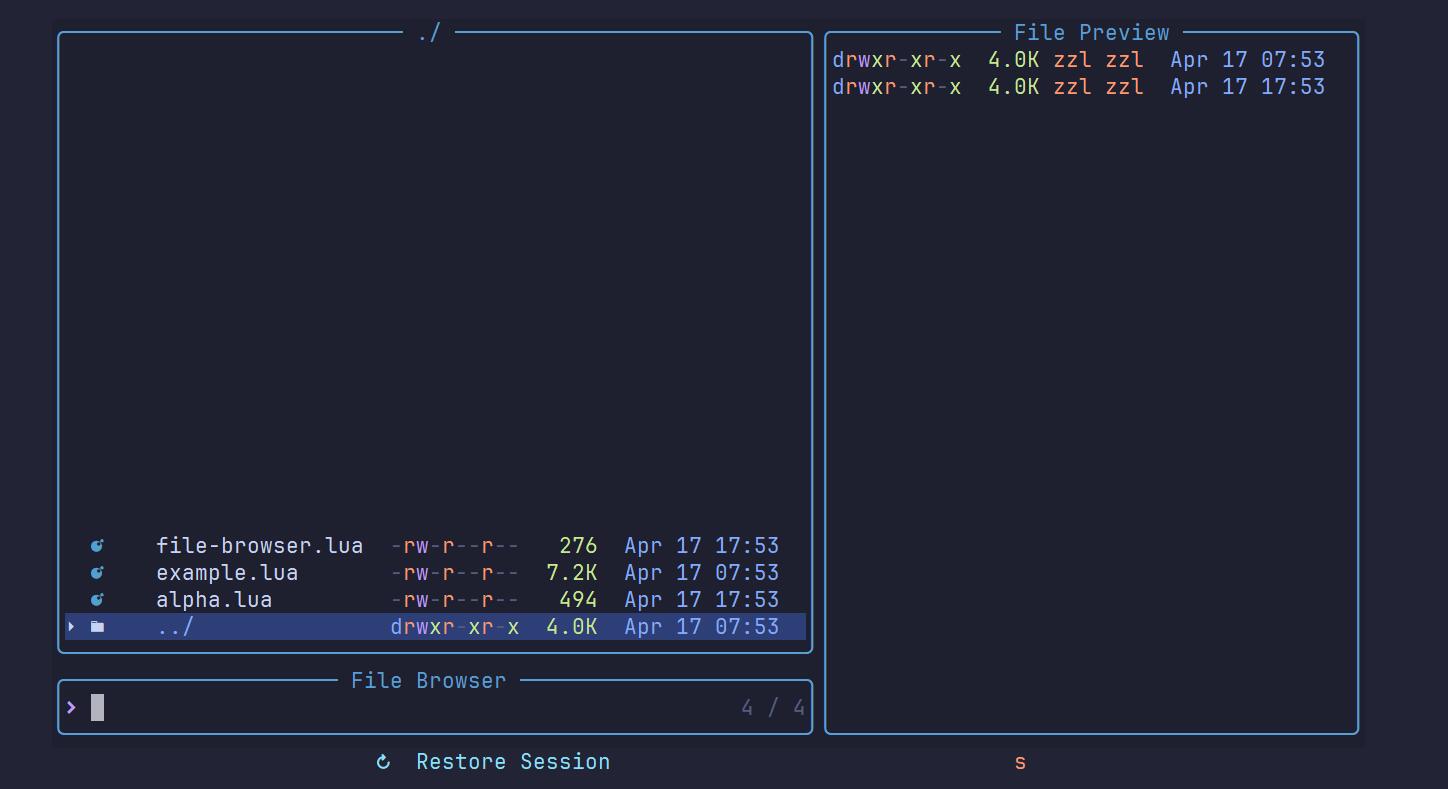 ./
file-browser.lua -rw-r--r-- 276 Apr 17 17:53
example.lua -rw-r--r-- 7.2K Apr 17 07:53
alpha.lua -rw-r--r-- 494 Apr 17 17:53
../ drwxr-xr-x 4.0K Apr 17 07:53
File Browser
4 / 4
File Preview
drwxr-xr-x 4.0K zzl zzl Apr 17 07:53
drwxr-xr-x 4.0K zzl zzl Apr 17 17:53
Restore Session s